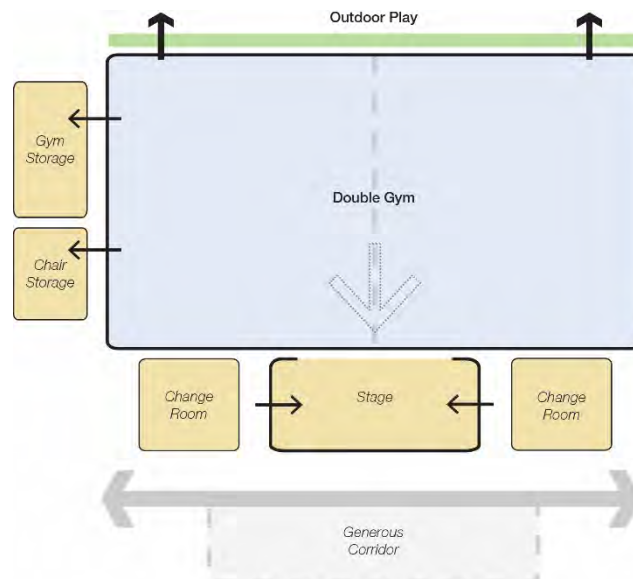 Outdoor Play
Gym
Storage
Double Gym
Chair
Storage
Change
Room
Stage
Change
Room
Generous
Corridor